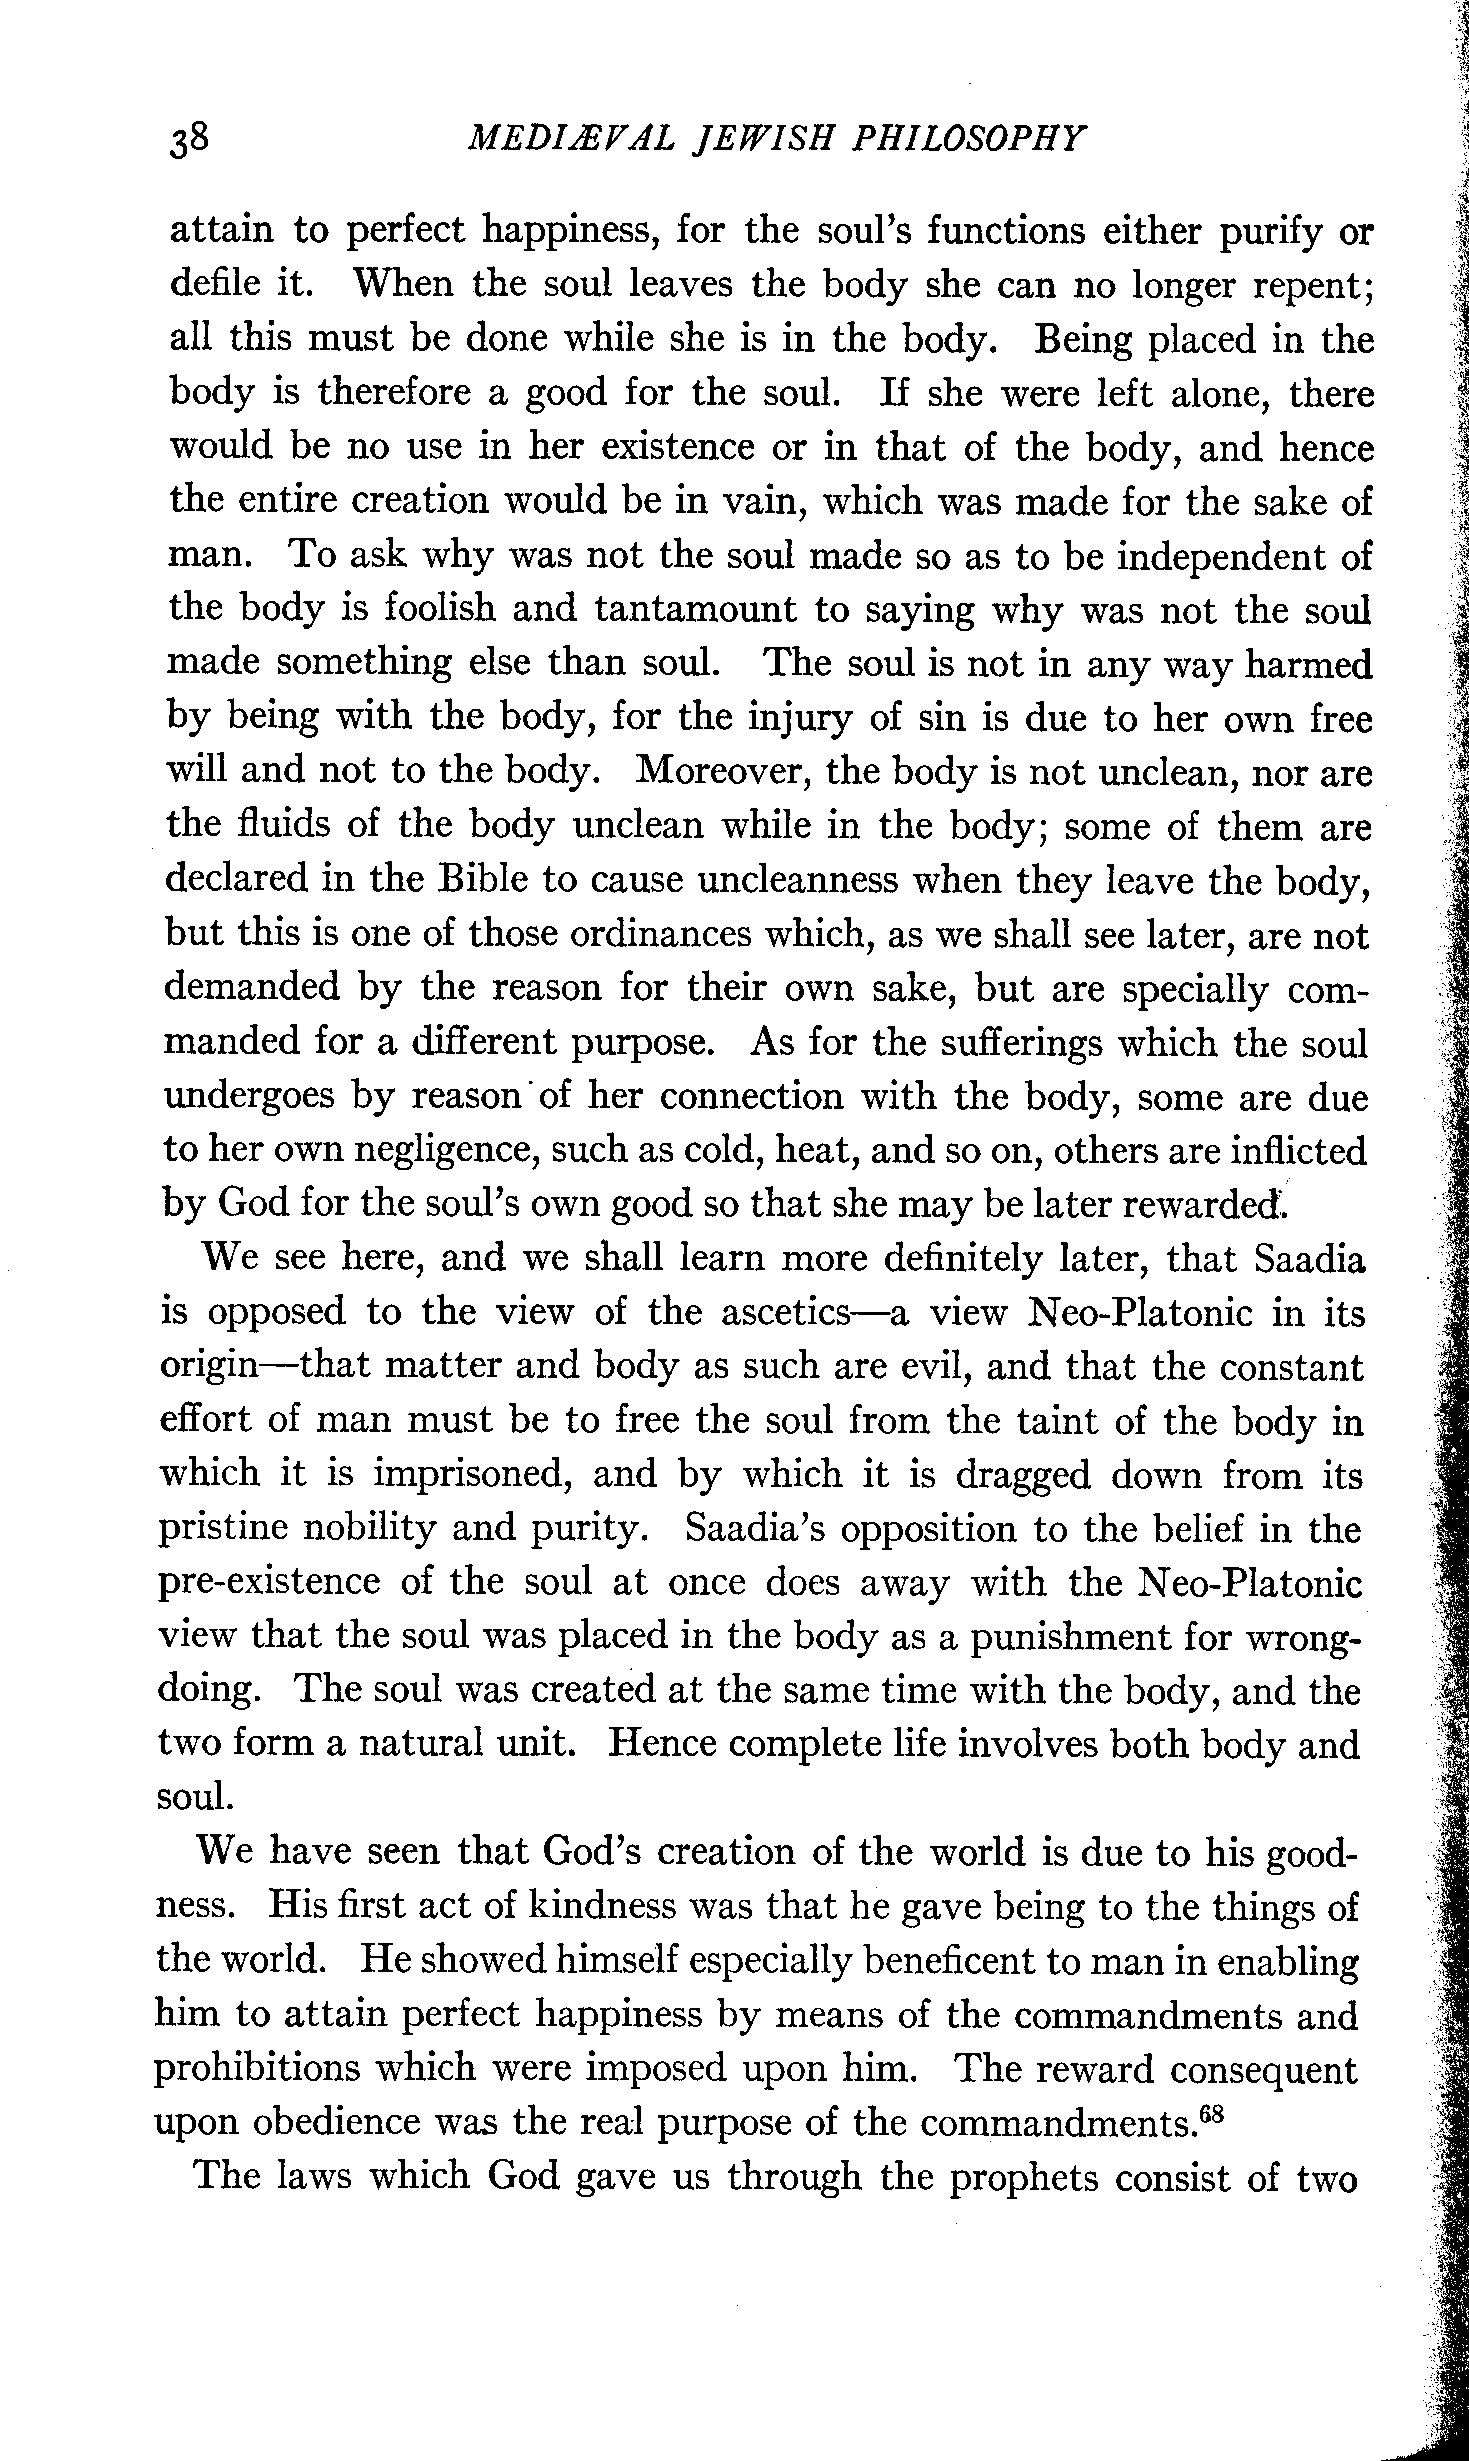 38 MEDIÆVAL JEWISH PHILOSOPHY
attain to perfect happiness, for the soul's functions either purify or
defile it. When the soul leaves the body she can no longer repent;
all this must be done while she is in the body. Being placed in the
body is therefore a good for the soul. If she were left alone, there
would be no use in her existence or in that of the body, and hence
the entire creation would be in vain, which was made for the sake of
man. To ask why was not the soul made so as to be independent of
the body is foolish and tantamount to saying why was not the soul
made something else than soul. The soul is not in any way harmed
by being with the body, for the injury of sin is due to her own free
will and not to the body. Moreover, the body is not unclean, nor are
the fluids of the body unclean while in the body; some of them are
declared in the Bible to cause uncleanness when they leave the body,
but this is one of those ordinances which, as we shall see later, are not
demanded by the reason for their own sake, but are specially com-
manded for a different purpose. As for the sufferings which the soul
undergoes by reason of her connection with the body, some are due
to her own negligence, such as cold, heat, and so on, others are inflicted
by God for the soul's own good so that she may be later rewarded.
We see here, and we shall learn more definitely later, that Saadia
is opposed to the view of the ascetics—a view Neo-Platonic in its
origin—that matter and body as such are evil, and that the constant
effort of man must be to free the soul from the taint of the body in
which it is imprisoned, and by which it is dragged down from its
pristine nobility and purity. Saadia's opposition to the belief in the
pre-existence of the soul at once does away with the Neo-Platonic
view that the soul was placed in the body as a punishment for wrong-
doing. The soul was created at the same time with the body, and the
two form a natural unit. Hence complete life involves both body and
soul.
We have seen that God's creation of the world is due to his good-
ness. His first act of kindness was that he gave being to the things of
the world. He showed himself especially beneficent to man in enabling
him to attain perfect happiness by means of the commandments and
prohibitions which were imposed upon him. The reward consequent
upon obedience was the real purpose of the commandments.⁶⁸
The laws which God gave us through the prophets consist of two